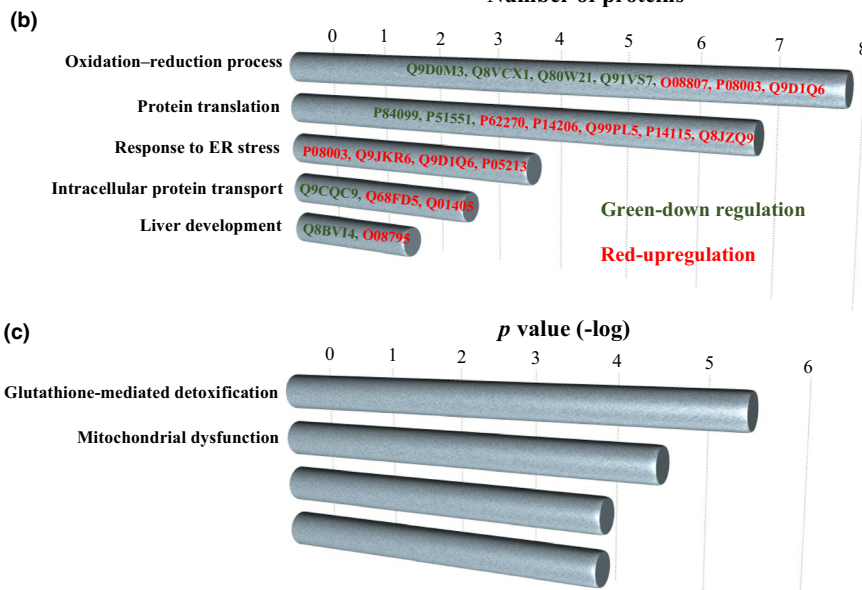 (b)
0 1 2 3 4 5 6 7 8
Oxidation–reduction process
Q9D0M3, Q8VCX1, Q80W21, Q91VS7, O08807, P08003, Q9D1Q6
Protein translation
P84099, P51551, P62270, P14206, Q99PL5, P14115, Q8JZQ9
Response to ER stress
P08003, Q9JKR6, Q9D1Q6, P05213
Intracellular protein transport
Q9CQC9, Q68FD5, Q01405
Liver development
Q8BVI4, O08795
Green-down regulation
Red-upregulation
(c)
p value (-log)
0 1 2 3 4 5 6
Glutathione-mediated detoxification
Mitochondrial dysfunction